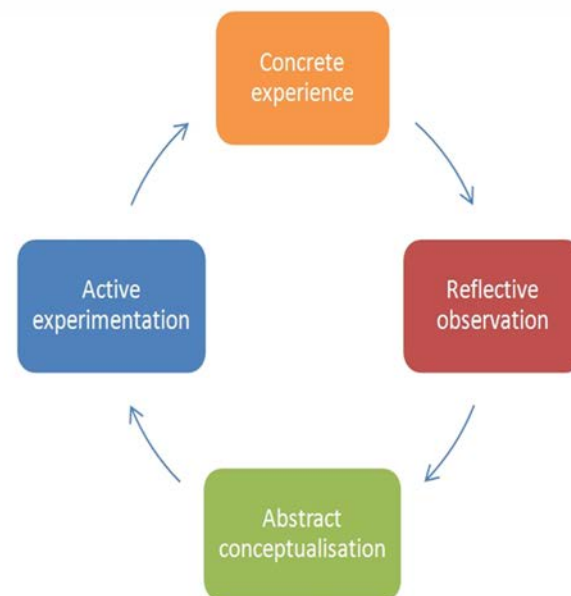 Concrete
experience
Reflective
observation
Abstract
conceptualisation
Active
experimentation